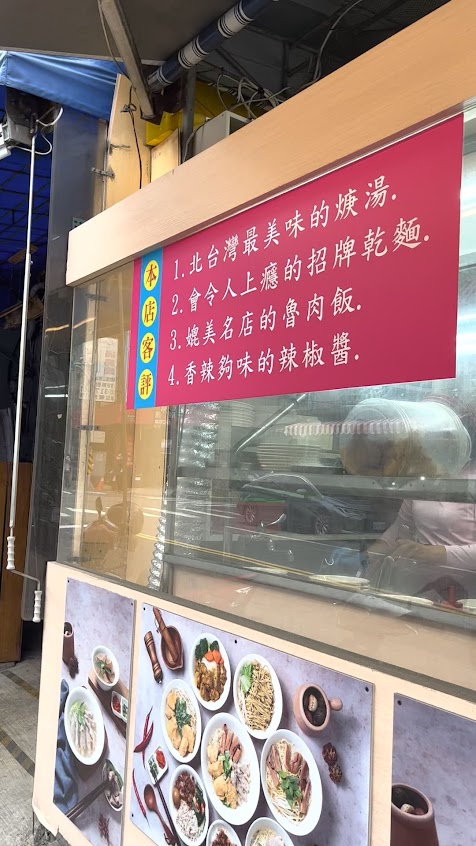 本店客評
1. 北台灣最美味的焿湯.
2. 會令人上癮的招牌乾麵.
3. 媲美名店的魯肉飯.
4. 香辣夠味的辣椒醬.